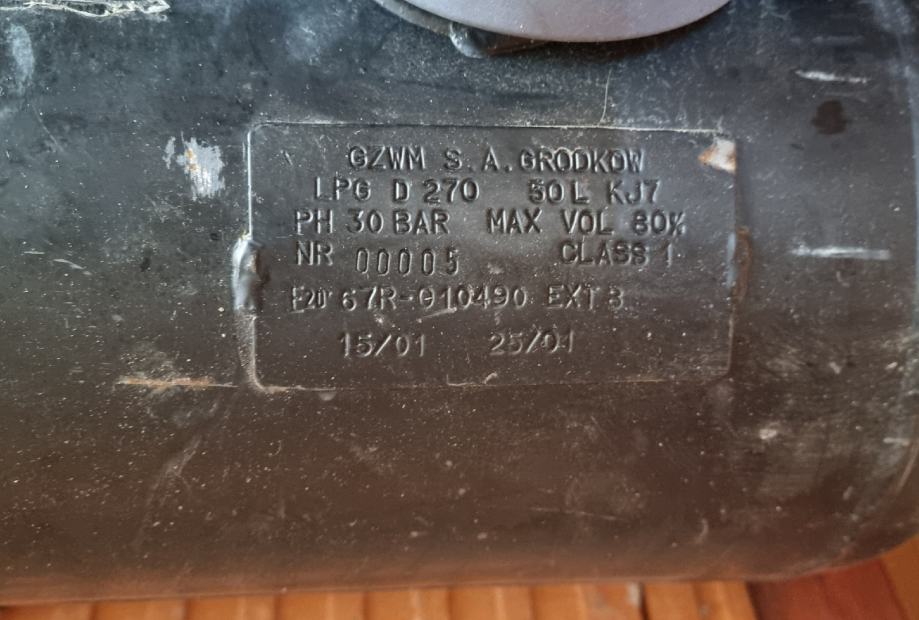 GZWM S.A. GRODKOW
LPG D 270 50L KJ7
PH 30 BAR MAX VOL 80%
NR 00005 CLASS 1
E20 67R-010490 EXT 3
15/01 25/01